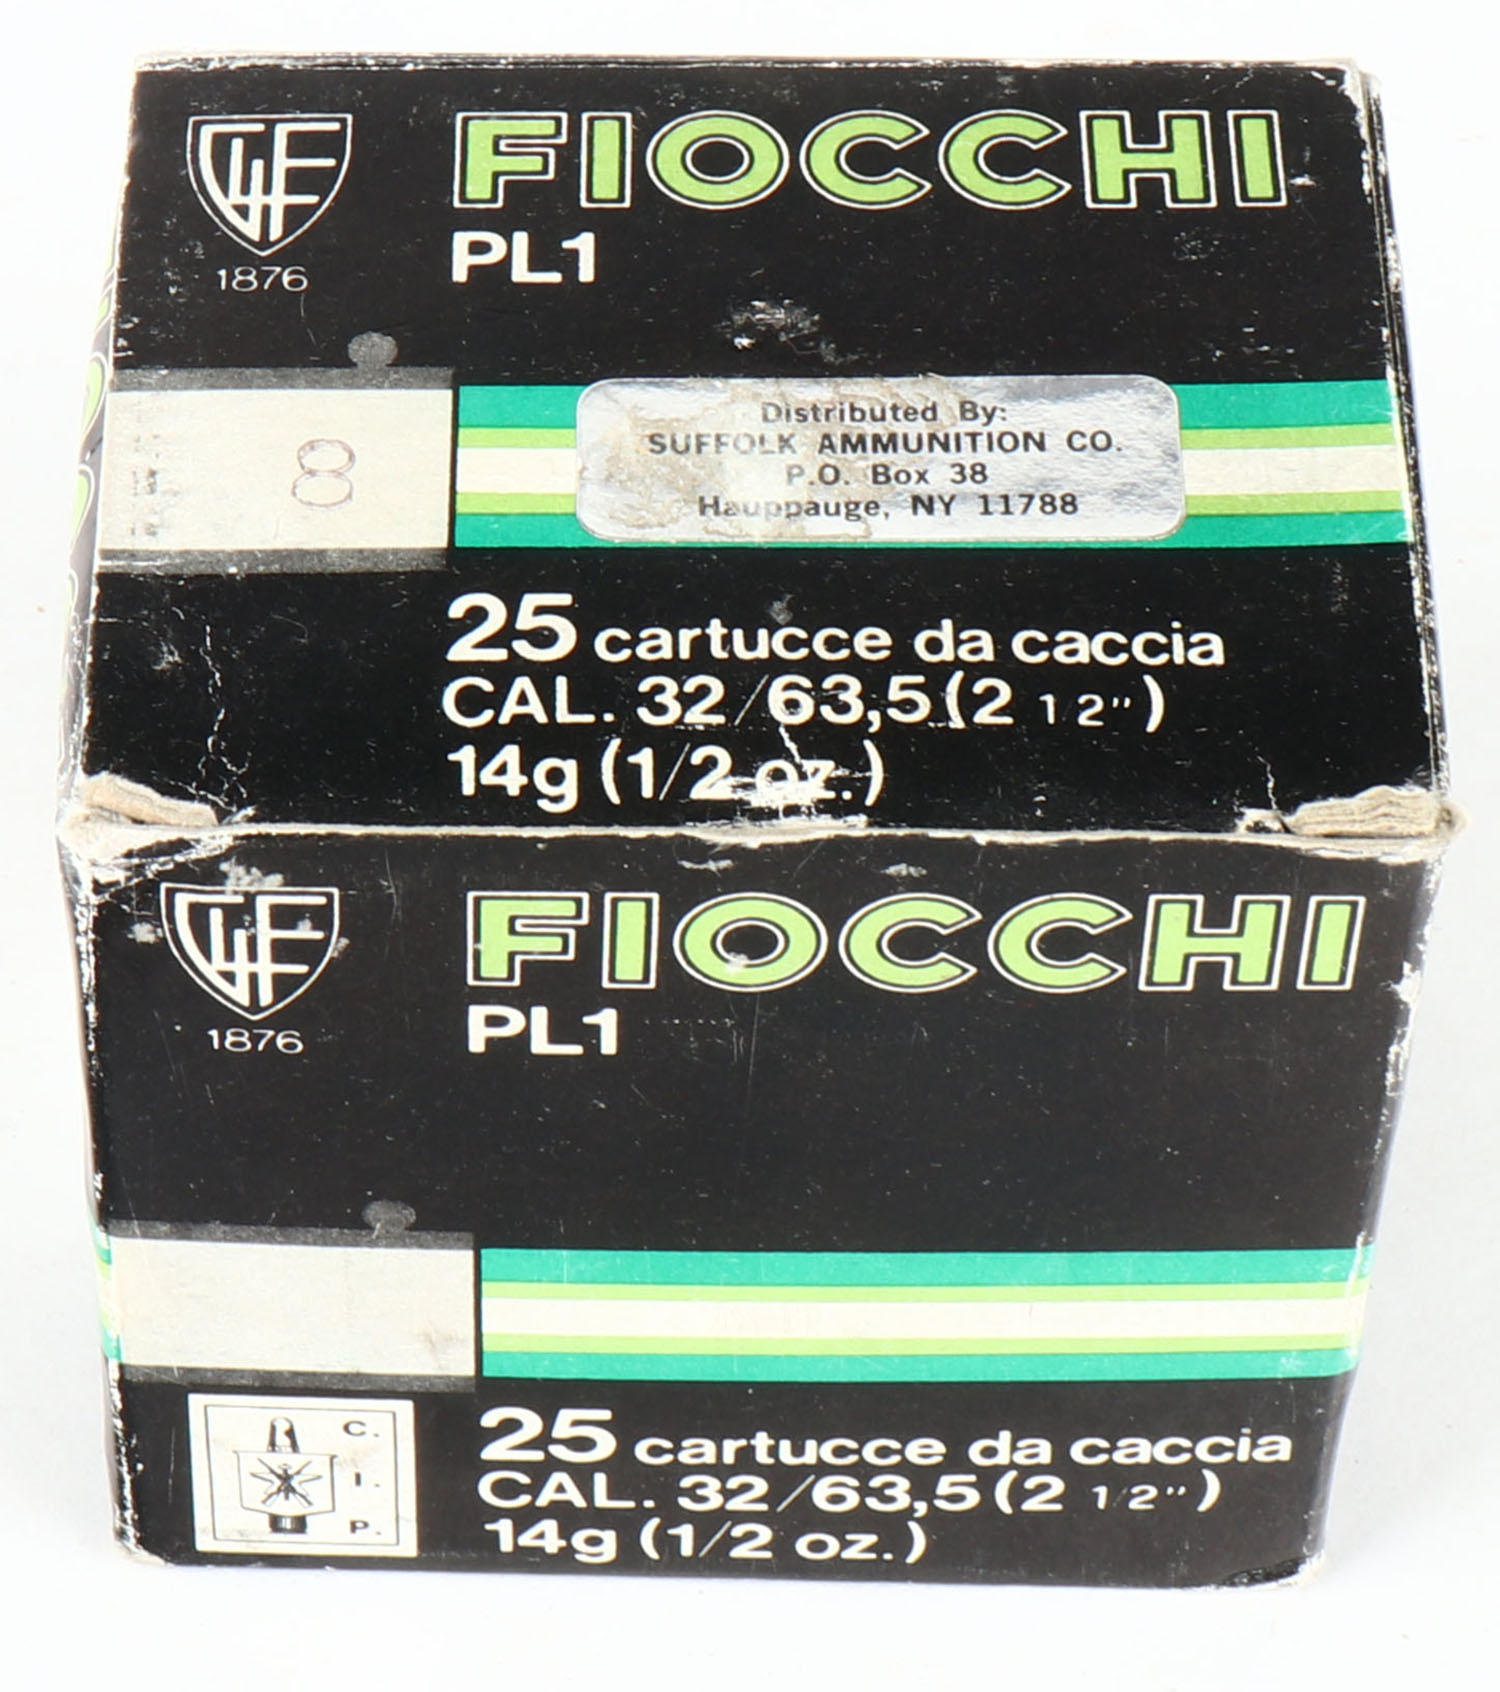 GFL
FIOCCHI
PL1
1876
8
Distributed By:
SUFFOLK AMMUNITION CO.
P.O. Box 38
Hauppauge, NY 11788
25 cartucce da caccia
CAL. 32/63,5 (2 1 2")
14g (1/2 oz.)
GFL
FIOCCHI
PL1
1876
C.
I.
P.
25 cartucce da caccia
CAL. 32/63,5 (2 1/2")
14g (1/2 oz.)